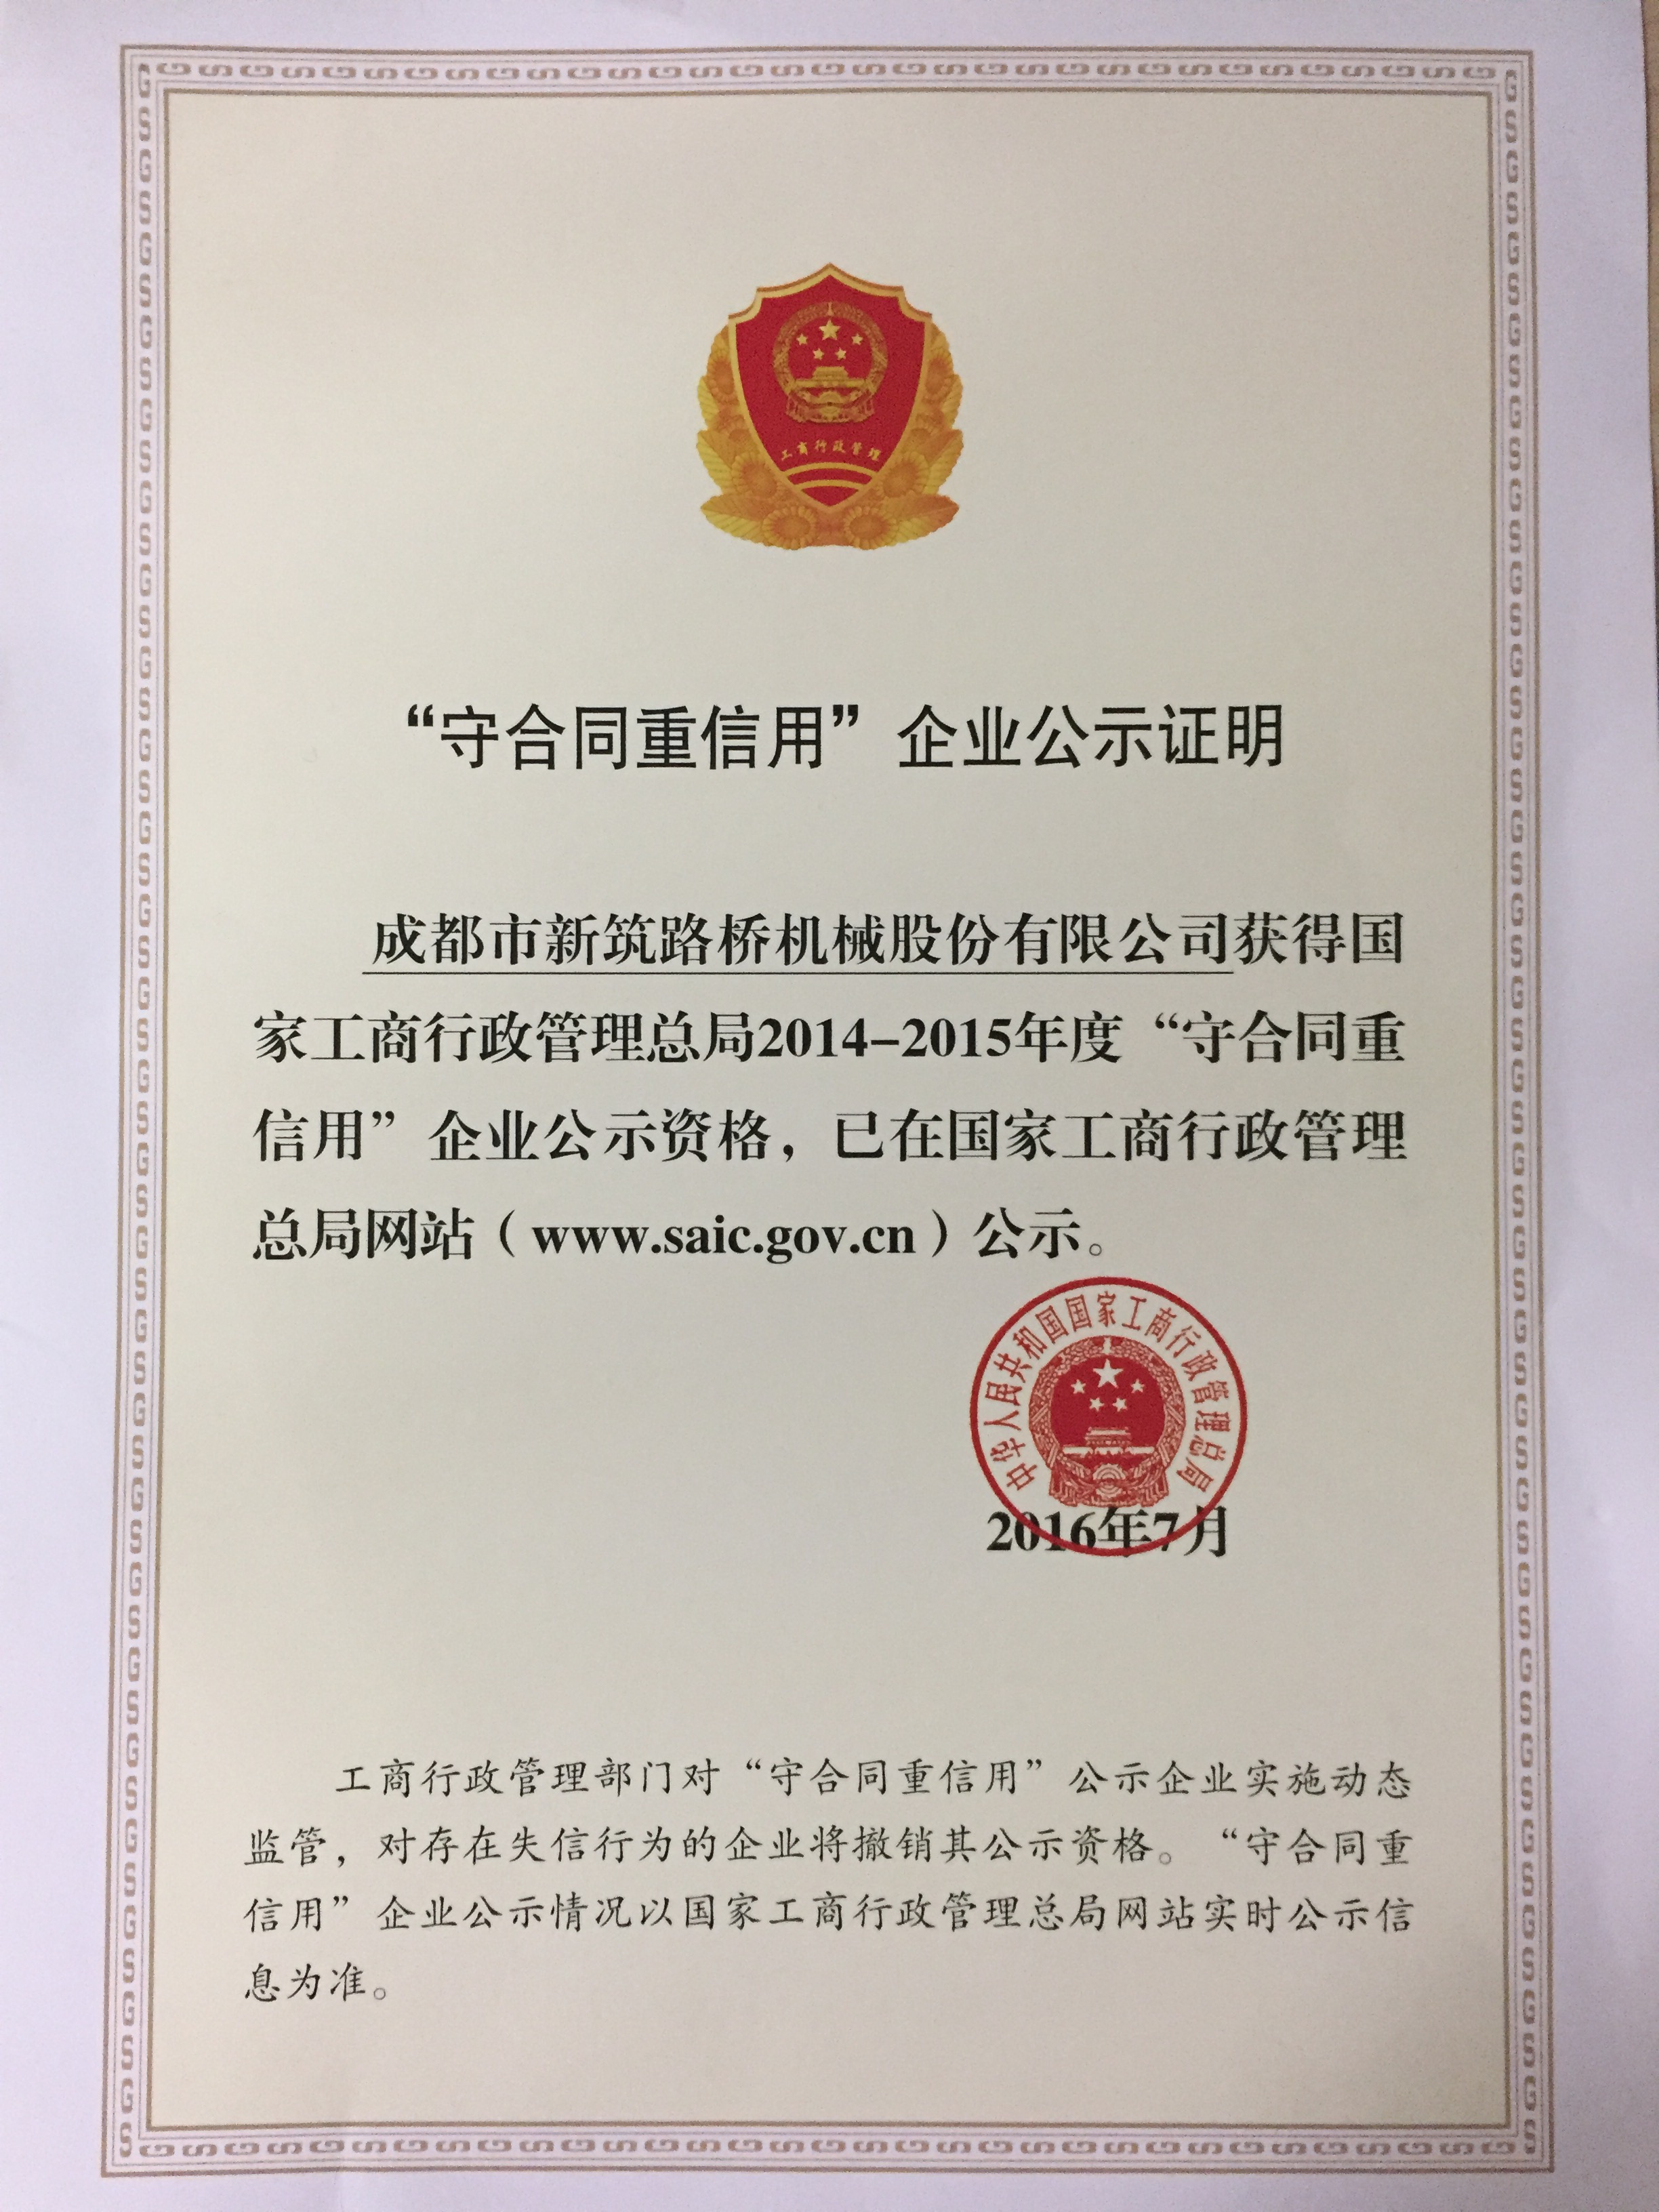 工商行政管理
“守合同重信用”企业公示证明
成都市新筑路桥机械股份有限公司获得国
家工商行政管理总局2014-2015年度“守合同重
信用”企业公示资格，已在国家工商行政管理
总局网站（www.saic.gov.cn）公示。
中华人民共和国国家工商行政管理总局
2016年7月
工商行政管理部门对“守合同重信用”公示企业实施动态
监管，对存在失信行为的企业将撤销其公示资格。“守合同重
信用”企业公示情况以国家工商行政管理总局网站实时公示信
息为准。